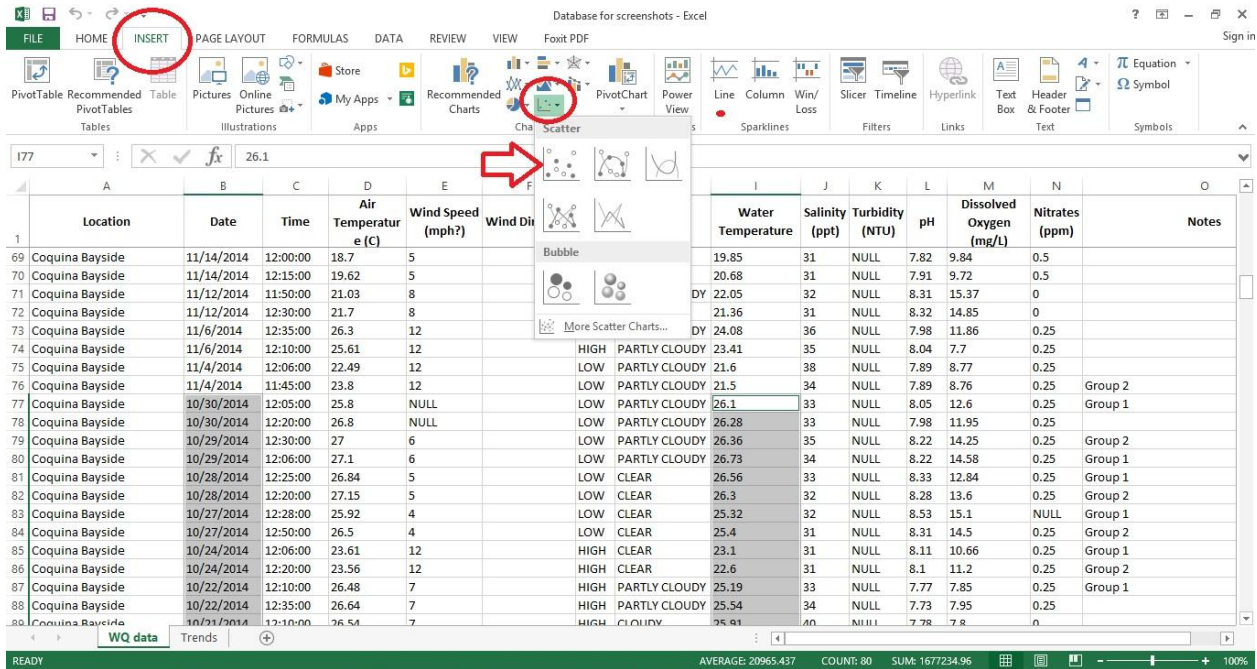 Database for screenshots - Excel
FILE HOME INSERT PAGE LAYOUT FORMULAS DATA REVIEW VIEW Foxit PDF Sign in
PivotTable Recommended PivotTables Table
Tables
Pictures Online Pictures
Illustrations
Store
My Apps
Apps
Recommended Charts
PivotChart
Power View
Line Column Win/Loss
Sparklines
Slicer Timeline
Filters
Hyperlink
Links
Text Box Header & Footer
Text
Equation
Symbol
Symbols
I77 fx 26.1
Scatter
Bubble
More Scatter Charts...
A B C D E F I J K L M N O
1 Location Date Time Air Temperature (C) Wind Speed (mph?) Wind Dir Water Temperature Salinity (ppt) Turbidity (NTU) pH Dissolved Oxygen (mg/L) Nitrates (ppm) Notes
69 Coquina Bayside 11/14/2014 12:00:00 18.7 5 19.85 31 NULL 7.82 9.84 0.5
70 Coquina Bayside 11/14/2014 12:15:00 19.62 5 20.68 31 NULL 7.91 9.72 0.5
71 Coquina Bayside 11/12/2014 11:50:00 21.03 8 DY 22.05 32 NULL 8.31 15.37 0
72 Coquina Bayside 11/12/2014 12:30:00 21.7 8 21.36 31 NULL 8.32 14.85 0
73 Coquina Bayside 11/6/2014 12:35:00 26.3 12 DY 24.08 36 NULL 7.98 11.86 0.25
74 Coquina Bayside 11/6/2014 12:10:00 25.61 12 HIGH PARTLY CLOUDY 23.41 35 NULL 8.04 7.7 0.25
75 Coquina Bayside 11/4/2014 12:06:00 22.49 12 LOW PARTLY CLOUDY 21.6 38 NULL 7.89 8.77 0.25
76 Coquina Bayside 11/4/2014 11:45:00 23.8 12 LOW PARTLY CLOUDY 21.5 34 NULL 7.89 8.76 0.25 Group 2
77 Coquina Bayside 10/30/2014 12:05:00 25.8 NULL LOW PARTLY CLOUDY 26.1 33 NULL 8.05 12.6 0.25 Group 1
78 Coquina Bayside 10/30/2014 12:20:00 26.8 NULL LOW PARTLY CLOUDY 26.28 33 NULL 7.98 11.95 0.25
79 Coquina Bayside 10/29/2014 12:30:00 27 6 LOW PARTLY CLOUDY 26.36 35 NULL 8.22 14.25 0.25 Group 2
80 Coquina Bayside 10/29/2014 12:06:00 27.1 6 LOW PARTLY CLOUDY 26.73 34 NULL 8.22 14.58 0.25 Group 1
81 Coquina Bayside 10/28/2014 12:25:00 26.84 5 LOW CLEAR 26.56 33 NULL 8.33 12.84 0.25 Group 1
82 Coquina Bayside 10/28/2014 12:20:00 27.15 5 LOW CLEAR 26.3 32 NULL 8.28 13.6 0.25 Group 2
83 Coquina Bayside 10/27/2014 12:28:00 25.92 4 LOW CLEAR 25.32 32 NULL 8.53 15.1 NULL Group 1
84 Coquina Bayside 10/27/2014 12:50:00 26.5 4 LOW CLEAR 25.4 31 NULL 8.31 14.5 0.25 Group 2
85 Coquina Bayside 10/24/2014 12:06:00 23.61 12 HIGH CLEAR 23.1 31 NULL 8.11 10.66 0.25 Group 1
86 Coquina Bayside 10/24/2014 12:20:00 23.56 12 HIGH CLEAR 22.6 31 NULL 8.1 11.2 0.25 Group 2
87 Coquina Bayside 10/22/2014 12:10:00 26.48 7 HIGH PARTLY CLOUDY 25.19 33 NULL 7.77 7.85 0.25 Group 1
88 Coquina Bayside 10/22/2014 12:35:00 26.64 7 HIGH PARTLY CLOUDY 25.54 34 NULL 7.73 7.95 0.25
89 Coquina Bayside 10/21/2014 12:10:00 26.54 7 HIGH CLOUDY 25.91 40 NULL 7.78 7.8 0
WQ data Trends
READY AVERAGE: 20965.437 COUNT: 80 SUM: 1677234.96 100%